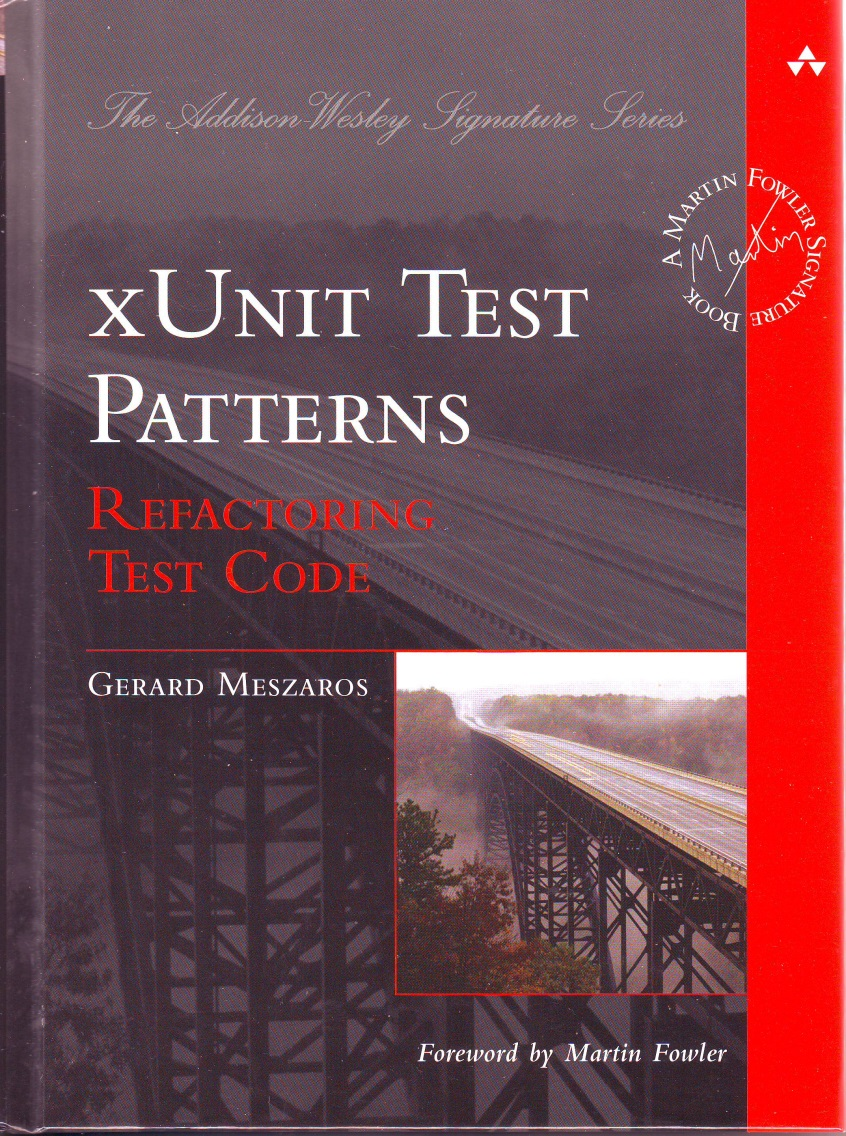 The Addison-Wesley Signature Series
A MARTIN FOWLER SIGNATURE BOOK
Martin
xUNIT TEST
PATTERNS
REFACTORING
TEST CODE
GERARD MESZAROS
Foreword by Martin Fowler